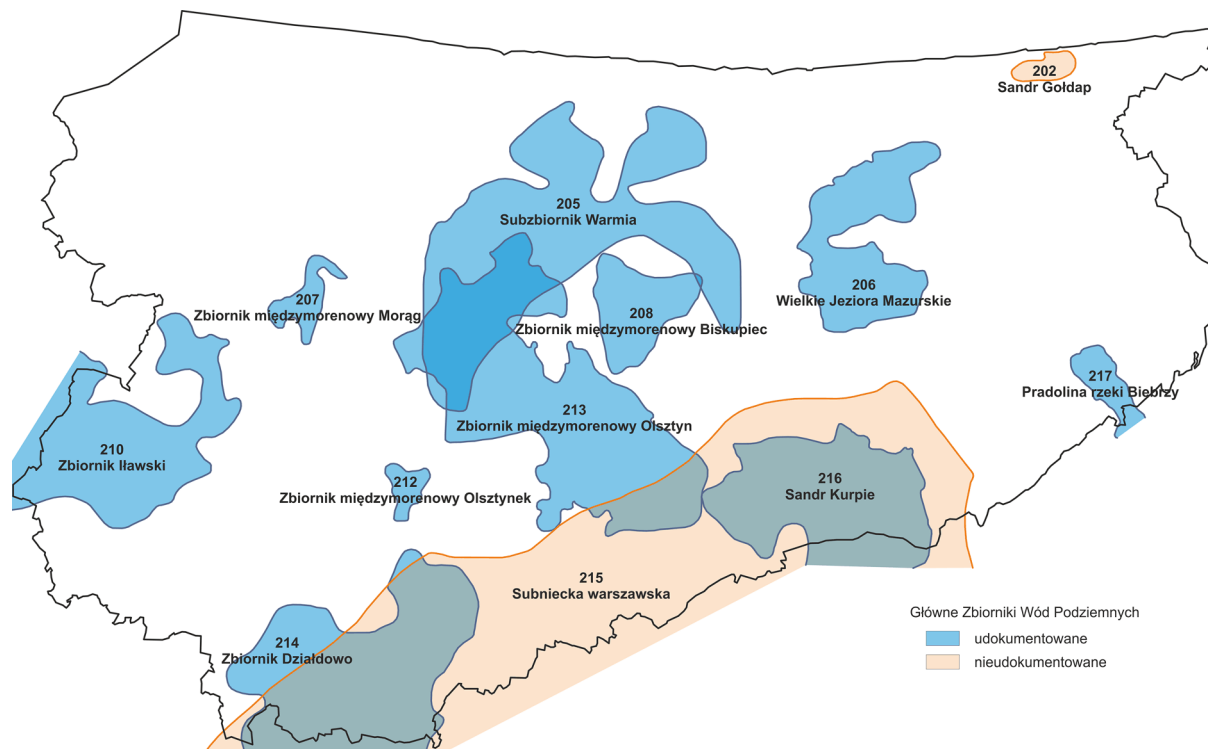 202
Sandr Gołdap
205
Subzbiornik Warmia
206
Wielkie Jeziora Mazurskie
207
Zbiornik międzymorenowy Morąg
208
Zbiornik międzymorenowy Biskupiec
217
Pradolina rzeki Biebrzy
213
Zbiornik międzymorenowy Olsztyn
210
Zbiornik Iławski
212
Zbiornik międzymorenowy Olsztynek
216
Sandr Kurpie
215
Subniecka warszawska
214
Zbiornik Działdowo
Główne Zbiorniki Wód Podziemnych
udokumentowane
nieudokumentowane